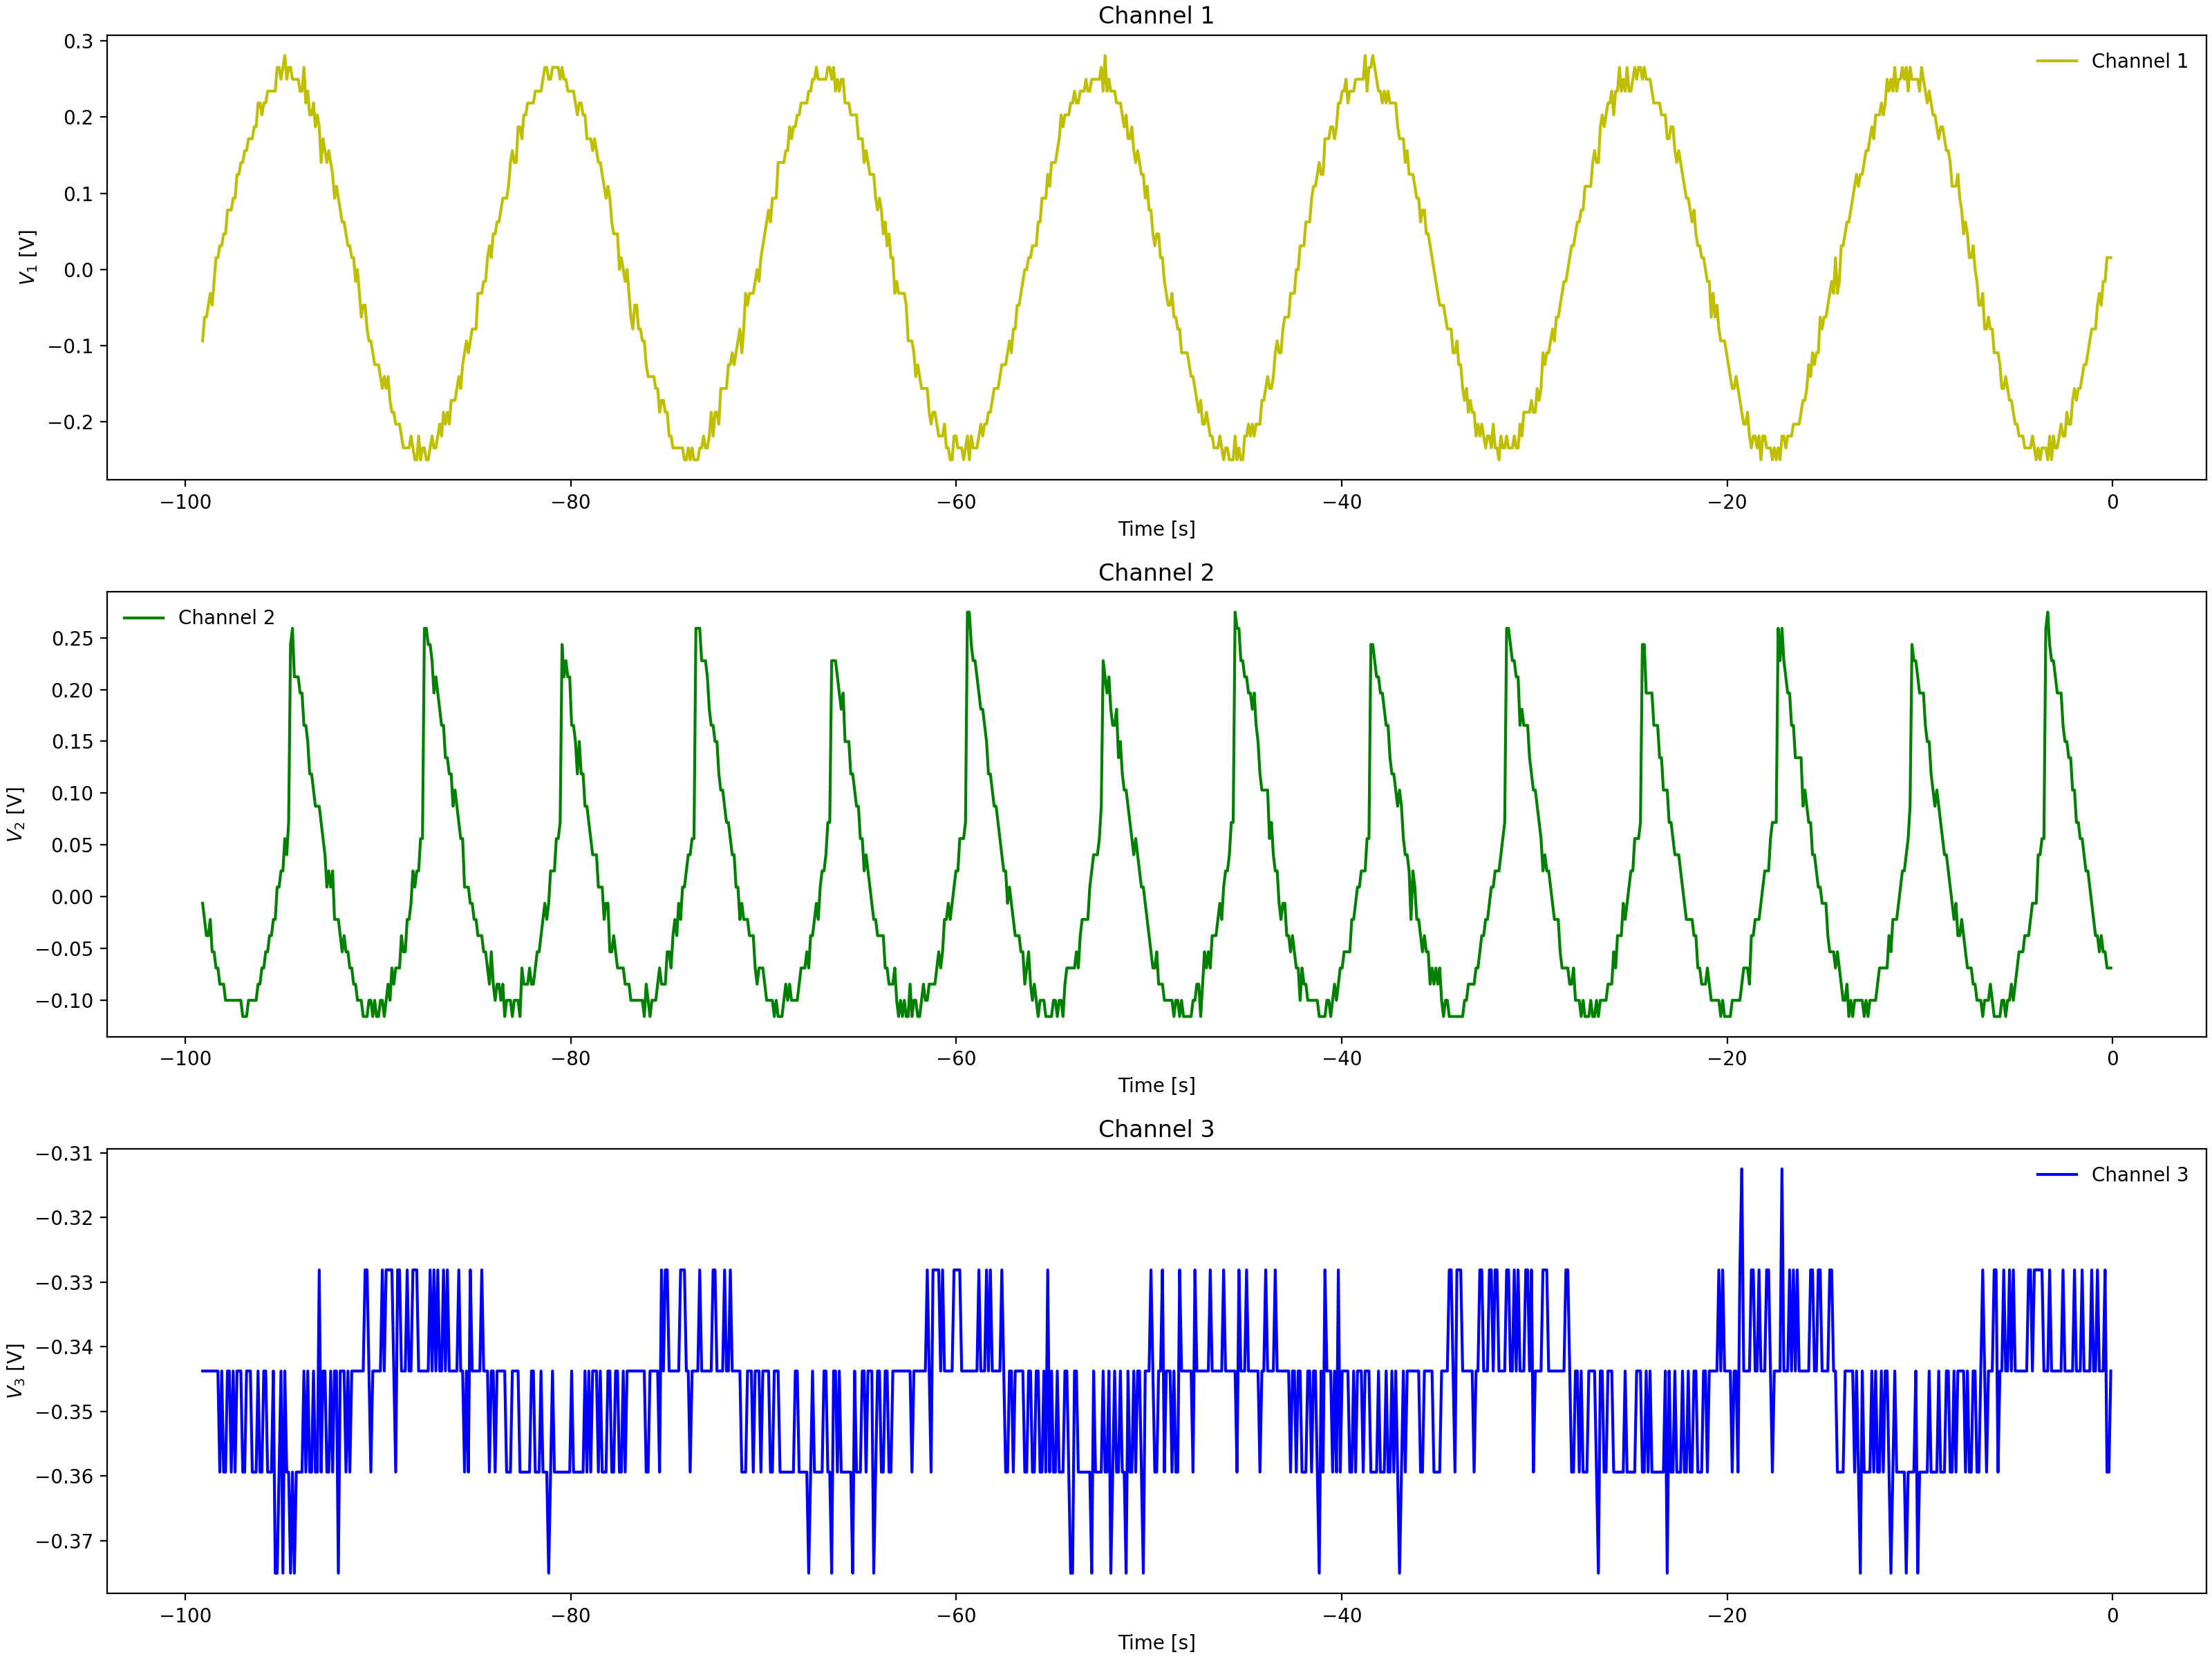 Channel 1
0.3
0.2
0.1
0.0
−0.1
−0.2
V₁ [V]
Channel 1
−100 −80 −60 −40 −20 0
Time [s]
Channel 2
0.25
0.20
0.15
0.10
0.05
0.00
−0.05
−0.10
V₂ [V]
Channel 2
−100 −80 −60 −40 −20 0
Time [s]
Channel 3
−0.31
−0.32
−0.33
−0.34
−0.35
−0.36
−0.37
V₃ [V]
Channel 3
−100 −80 −60 −40 −20 0
Time [s]